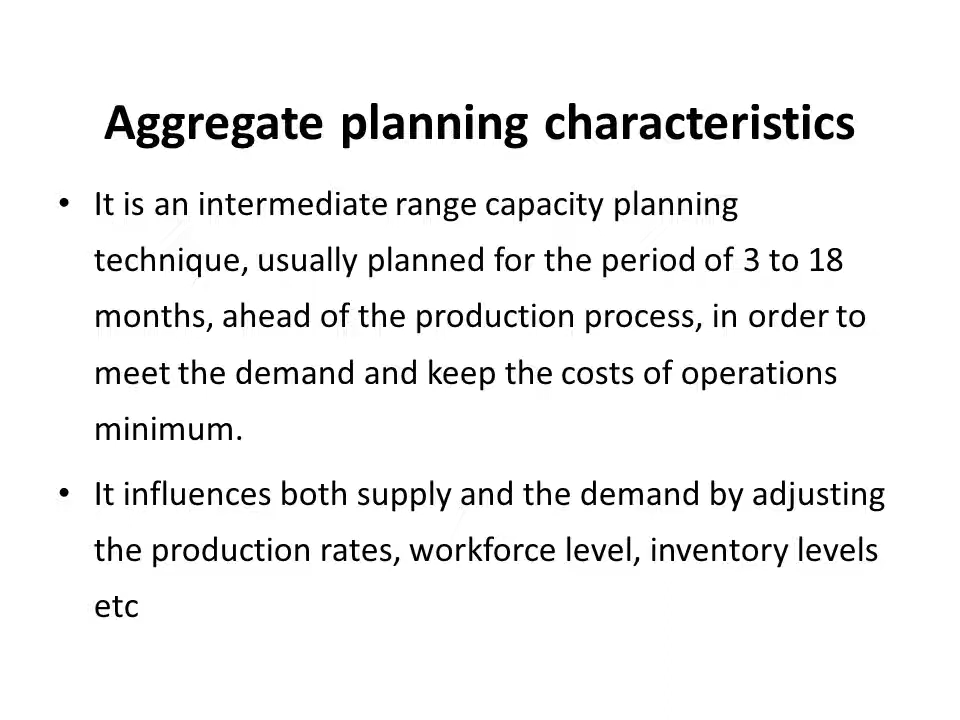 Aggregate planning characteristics
• It is an intermediate range capacity planning
technique, usually planned for the period of 3 to 18
months, ahead of the production process, in order to
meet the demand and keep the costs of operations
minimum.
• It influences both supply and the demand by adjusting
the production rates, workforce level, inventory levels
etc